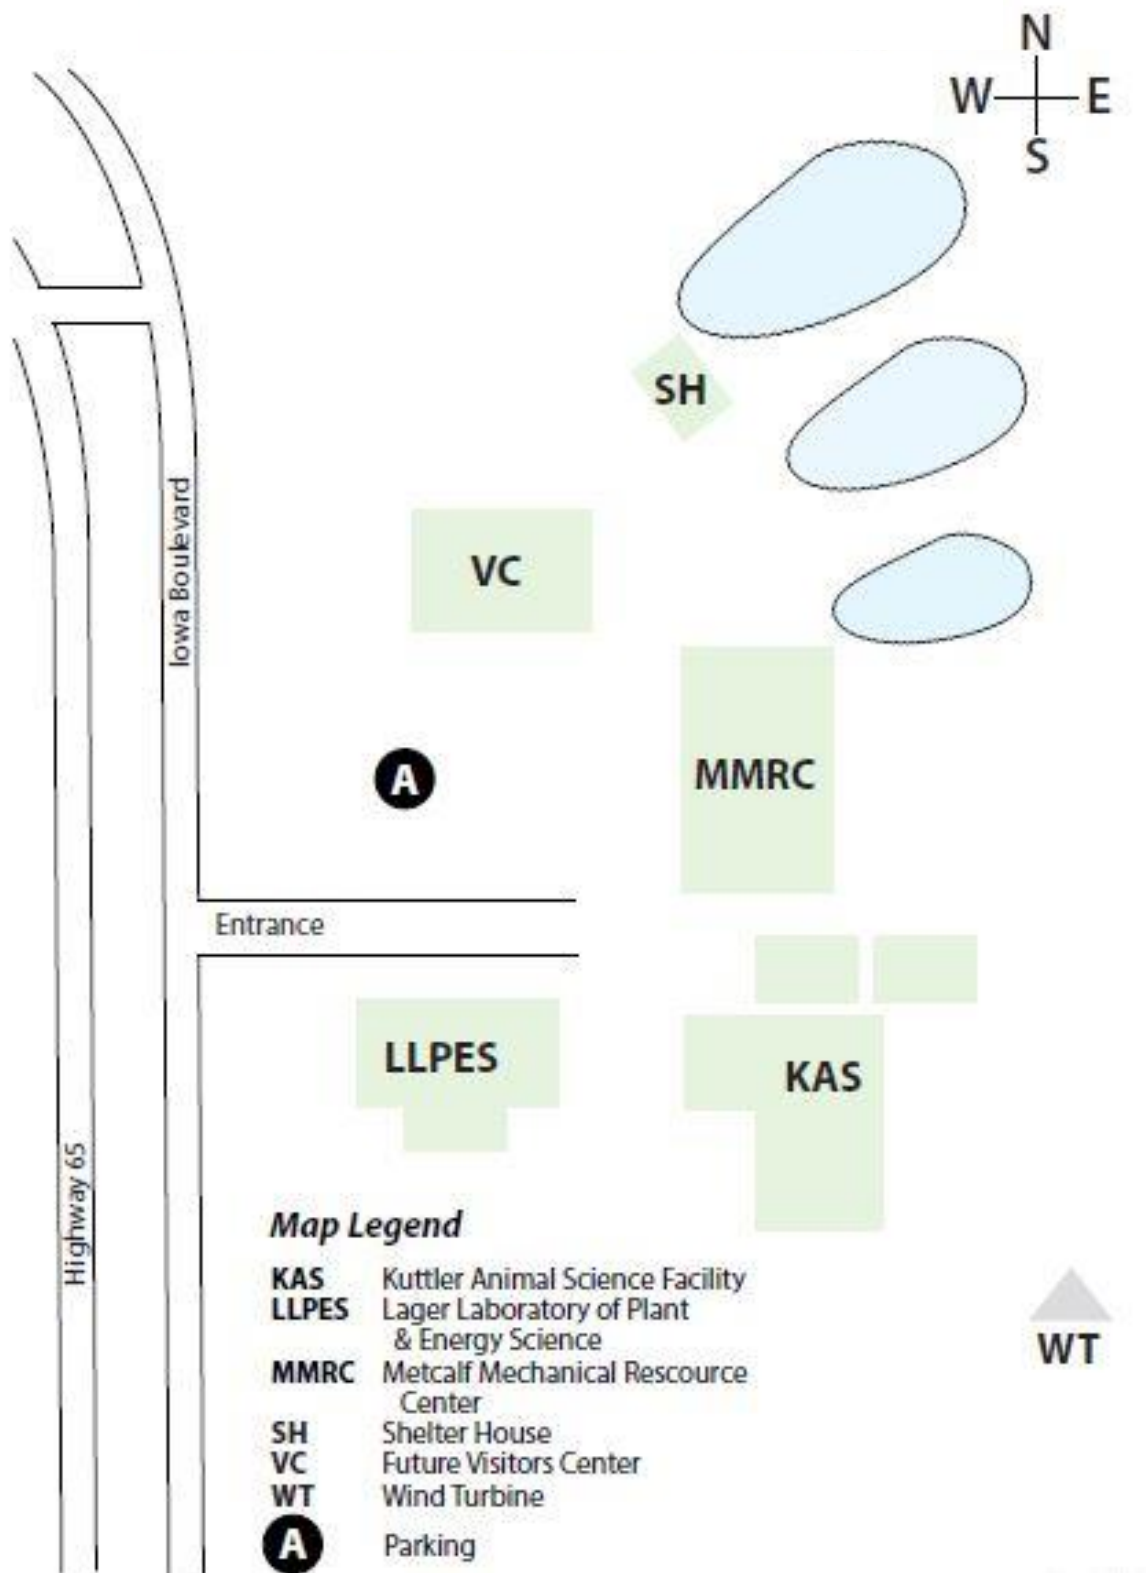 N
W E
S
SH
Iowa Boulevard
VC
MMRC
A
Entrance
LLPES
KAS
Highway 65
Map Legend
KAS Kuttler Animal Science Facility
LLPES Lager Laboratory of Plant
& Energy Science
MMRC Metcalf Mechanical Rescource
Center
SH Shelter House
VC Future Visitors Center
WT Wind Turbine
A Parking
WT